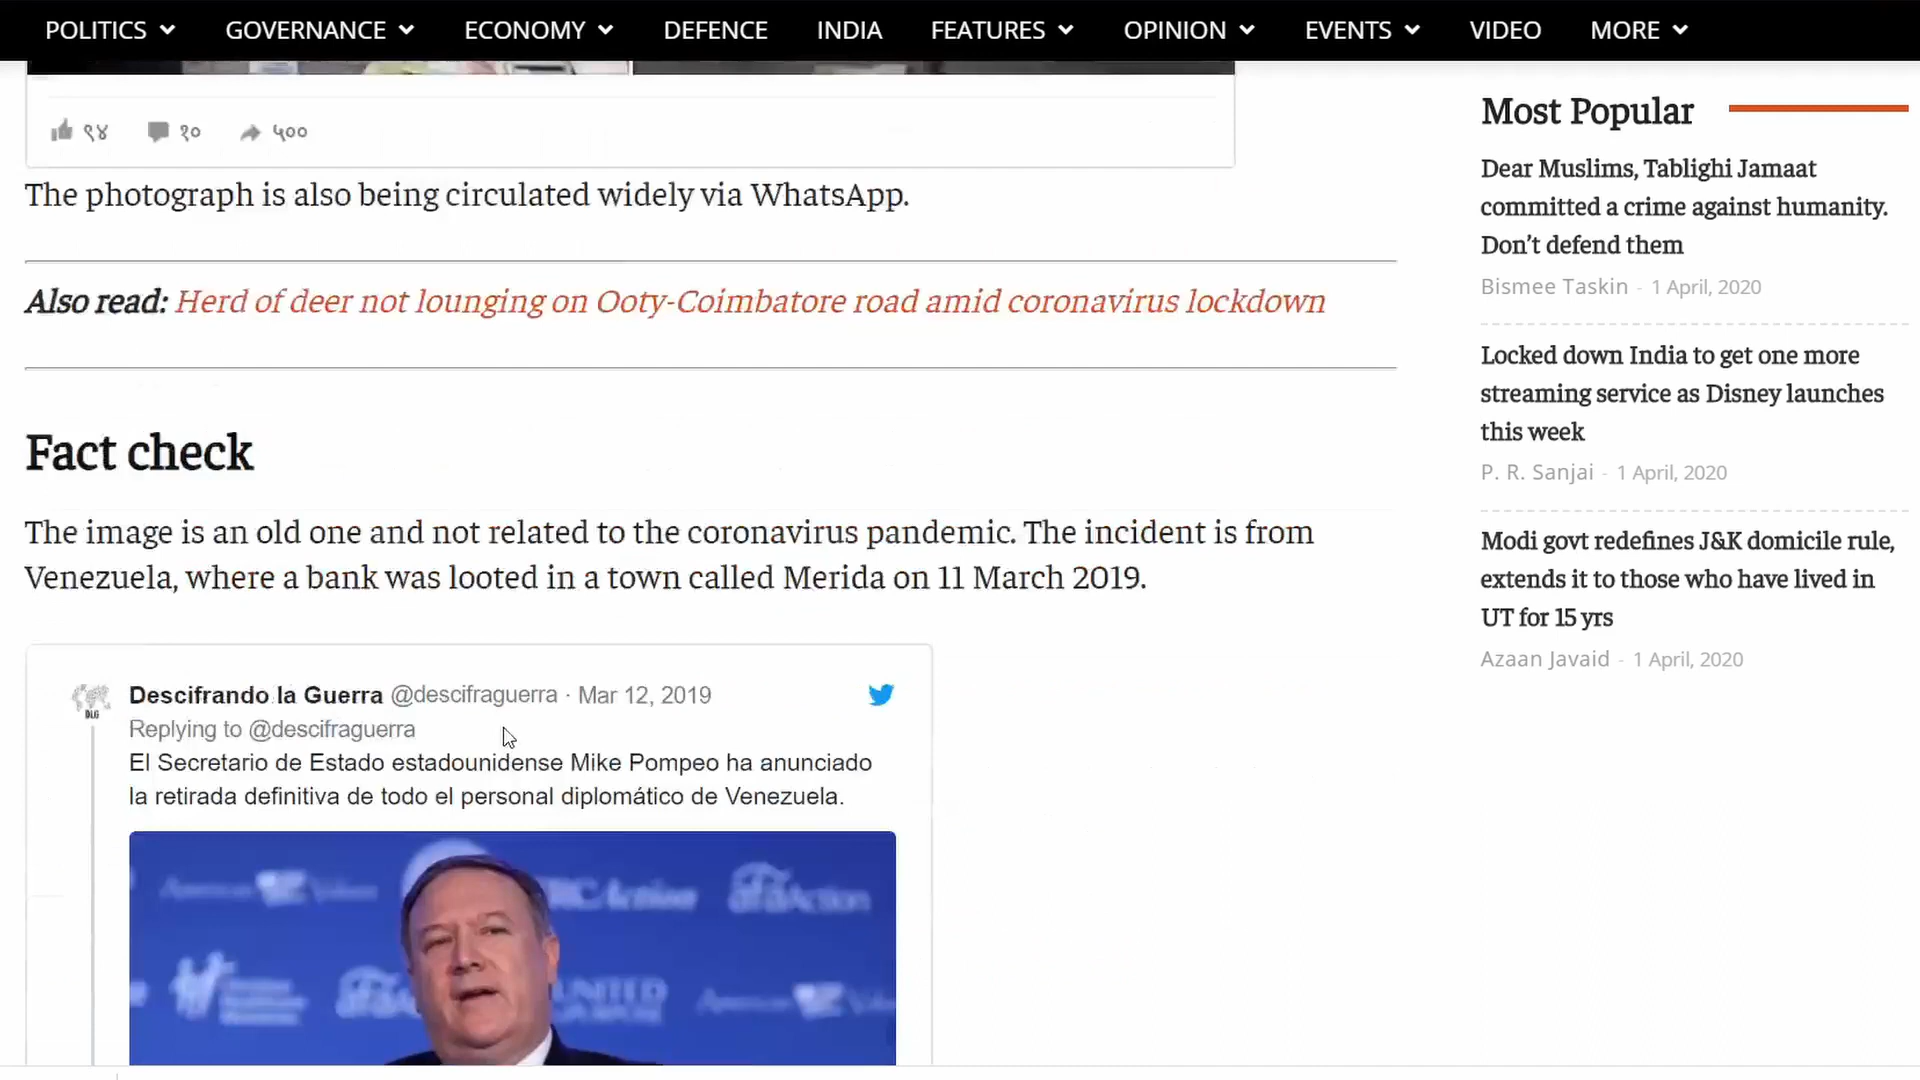 POLITICS GOVERNANCE ECONOMY DEFENCE INDIA FEATURES OPINION EVENTS VIDEO MORE
१४ १० ५००
The photograph is also being circulated widely via WhatsApp.
Also read: Herd of deer not lounging on Ooty-Coimbatore road amid coronavirus lockdown
Fact check
The image is an old one and not related to the coronavirus pandemic. The incident is from
Venezuela, where a bank was looted in a town called Merida on 11 March 2019.
DLG
Descifrando la Guerra @descifraguerra · Mar 12, 2019
Replying to @descifraguerra
El Secretario de Estado estadounidense Mike Pompeo ha anunciado
la retirada definitiva de todo el personal diplomático de Venezuela.
Action
UNITED
Most Popular
Dear Muslims, Tablighi Jamaat
committed a crime against humanity.
Don't defend them
Bismee Taskin - 1 April, 2020
Locked down India to get one more
streaming service as Disney launches
this week
P. R. Sanjai - 1 April, 2020
Modi govt redefines J&K domicile rule,
extends it to those who have lived in
UT for 15 yrs
Azaan Javaid - 1 April, 2020